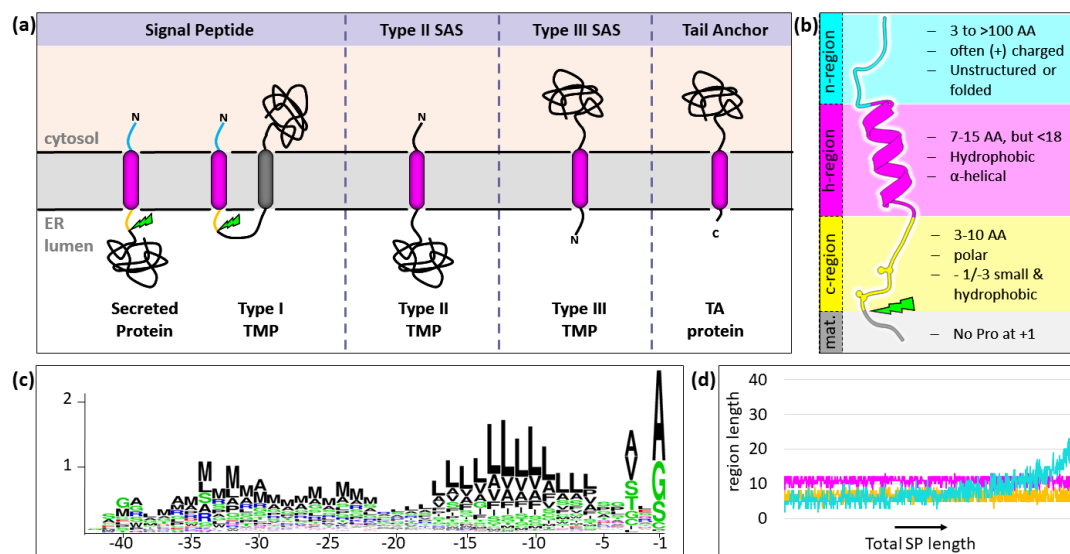 (a)
Signal Peptide
Type II SAS
Type III SAS
Tail Anchor
N
N
N
cytosol
ER
lumen
N
C
Secreted
Protein
Type I
TMP
Type II
TMP
Type III
TMP
TA
protein
(b)
n-region
– 3 to >100 AA
– often (+) charged
– Unstructured or
folded
h-region
– 7-15 AA, but <18
– Hydrophobic
– α-helical
c-region
– 3-10 AA
– polar
– - 1/-3 small &
hydrophobic
mat.
– No Pro at +1
(c)
2
1
-40
-35
-30
-25
-20
-15
-10
-5
-1
(d)
region length
40
30
20
10
0
Total SP length